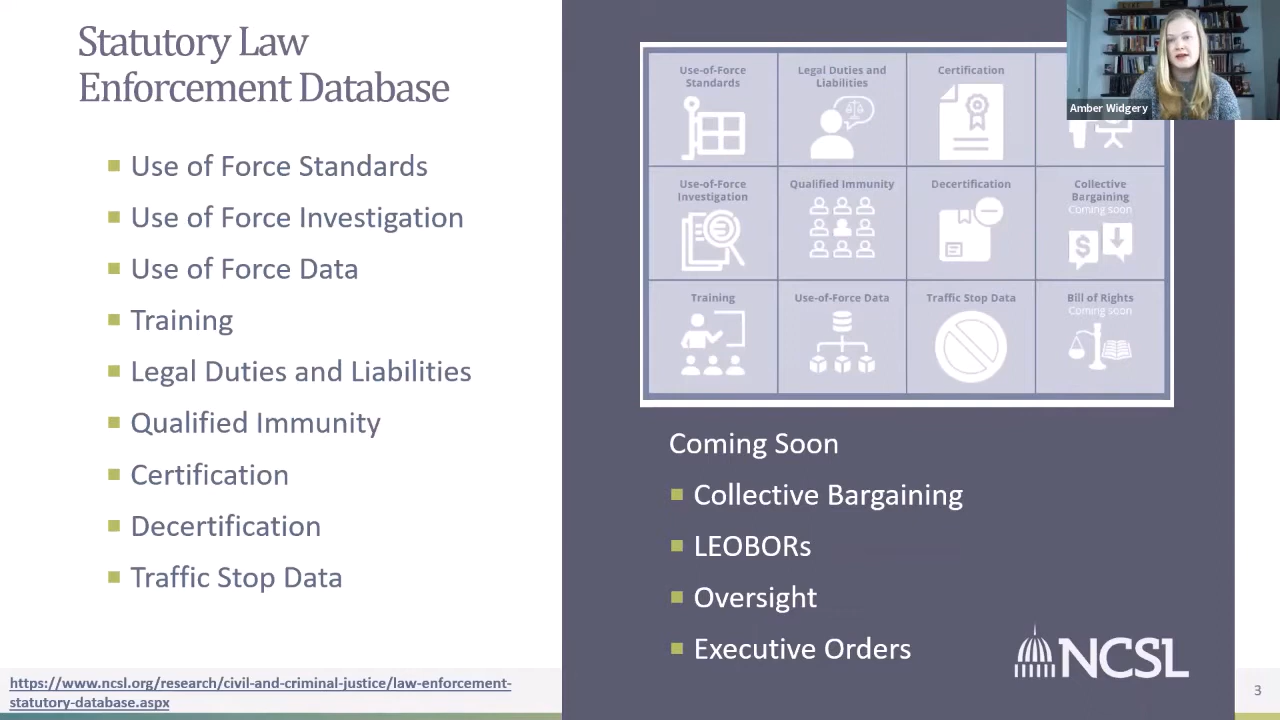 Statutory Law
Enforcement Database
Use of Force Standards
Use of Force Investigation
Use of Force Data
Training
Legal Duties and Liabilities
Qualified Immunity
Certification
Decertification
Traffic Stop Data
https://www.ncsl.org/research/civil-and-criminal-justice/law-enforcement-
statutory-database.aspx
Use-of-Force
Standards
Legal Duties and
Liabilities
Certification
Amber Widgery
Use-of-Force
Investigation
Qualified Immunity
Decertification
Collective
Bargaining
Coming soon
Training
Use-of-Force Data
Traffic Stop Data
Bill of Rights
Coming soon
Coming Soon
Collective Bargaining
LEOBORs
Oversight
Executive Orders
NCSL
3